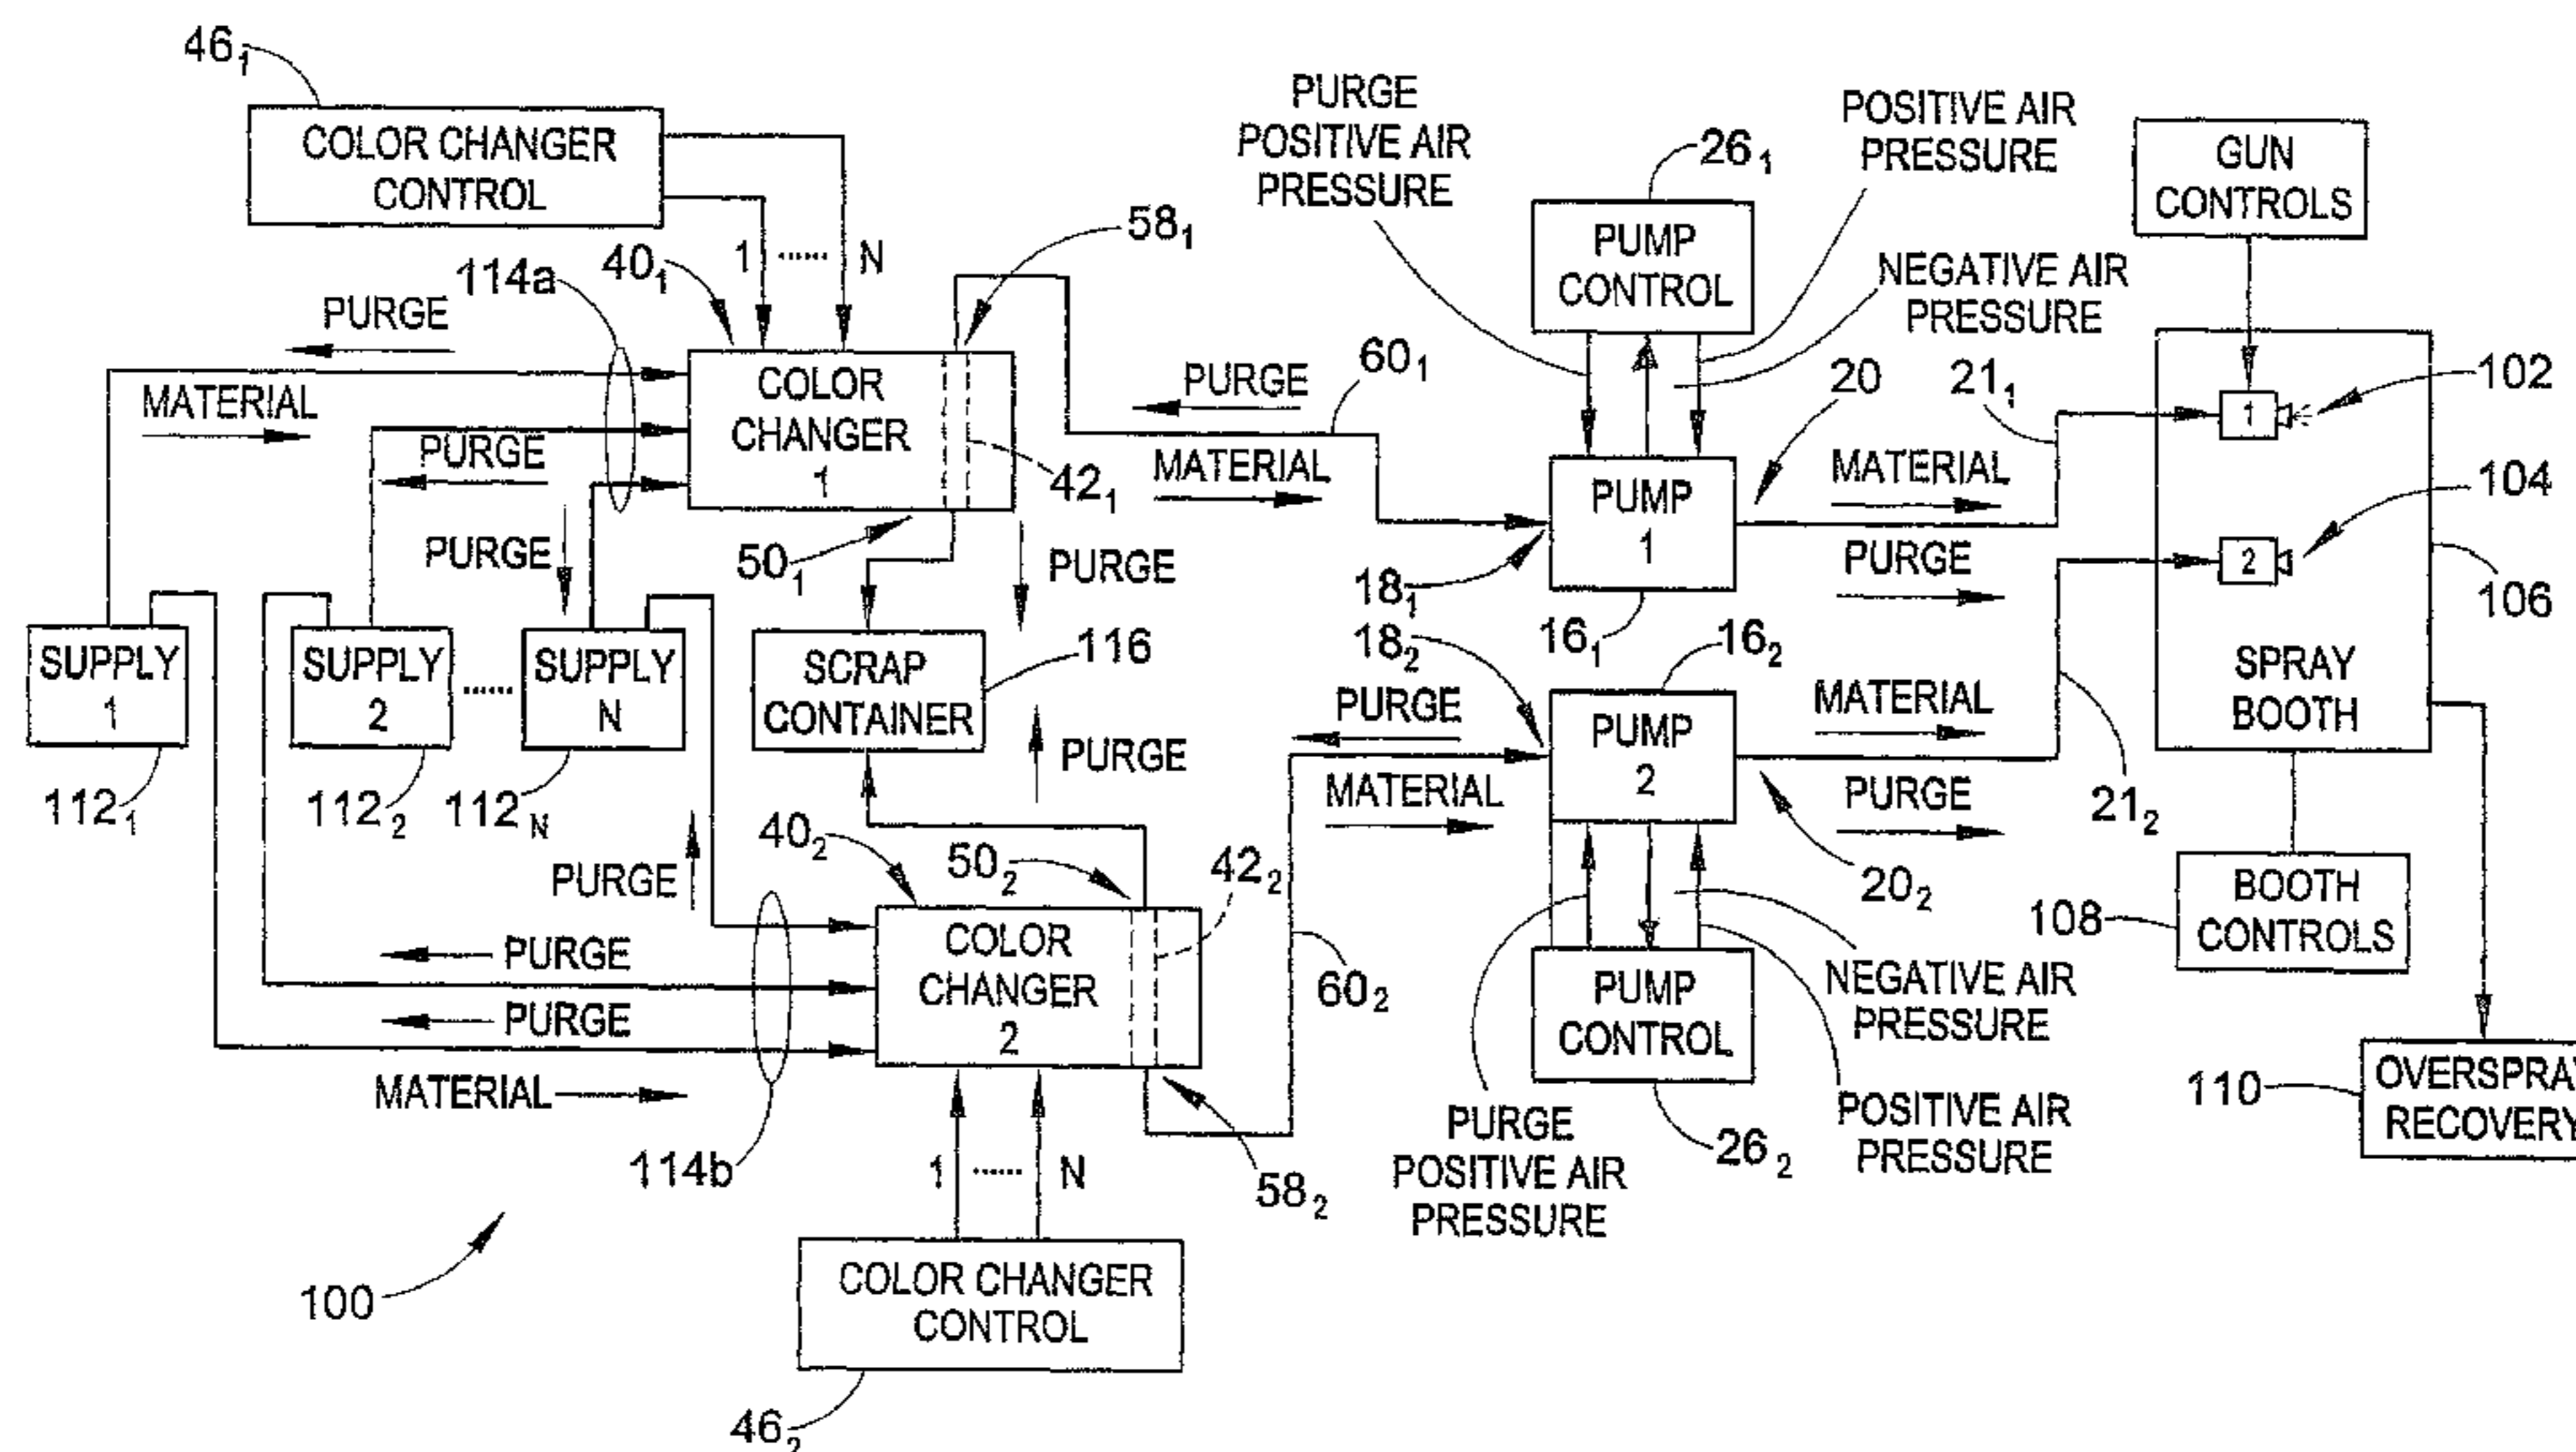 46₁
COLOR CHANGER
CONTROL
1 ...... N
40₁
114a
58₁
PURGE
MATERIAL
PURGE
PURGE
COLOR
CHANGER
1
42₁
50₁
PURGE
SUPPLY
1
112₁
SUPPLY
2
112₂
......
SUPPLY
N
112N
SCRAP
CONTAINER
116
PURGE
PURGE
40₂
50₂
42₂
PURGE
PURGE
MATERIAL
114b
COLOR
CHANGER
2
58₂
1 ...... N
COLOR CHANGER
CONTROL
46₂
100
PURGE
60₁
MATERIAL
PURGE
POSITIVE AIR
PRESSURE
26₁
PUMP
CONTROL
POSITIVE AIR
PRESSURE
NEGATIVE AIR
PRESSURE
18₁
PUMP
1
16₁
20
MATERIAL
PURGE
21₁
18₂
16₂
PURGE
MATERIAL
60₂
PUMP
2
20₂
MATERIAL
PURGE
21₂
PUMP
CONTROL
26₂
PURGE
POSITIVE AIR
PRESSURE
NEGATIVE AIR
PRESSURE
POSITIVE AIR
PRESSURE
GUN
CONTROLS
1
102
2
104
106
SPRAY
BOOTH
108
BOOTH
CONTROLS
110
OVERSPRAY
RECOVERY
PURGE